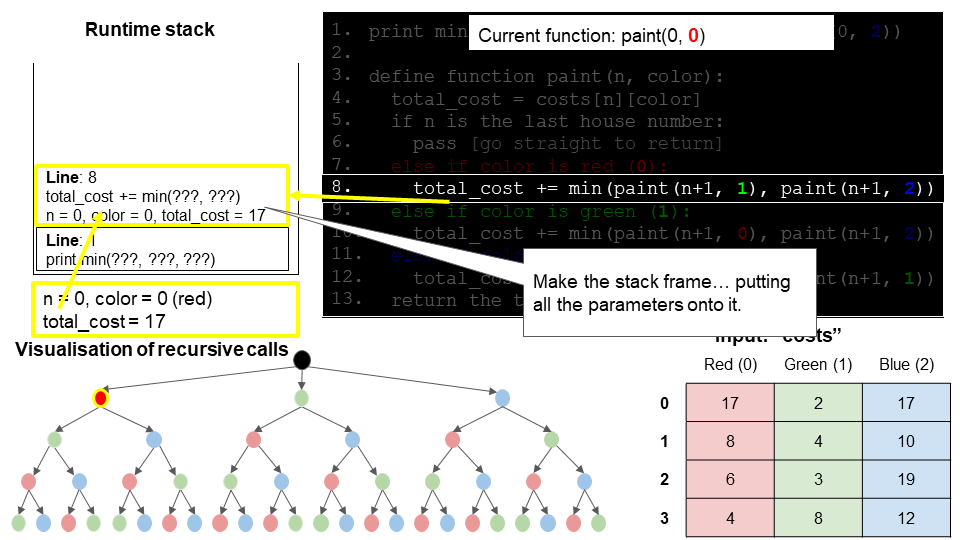 Runtime stack
Current function: paint(0, 0)
1. print min 0, 2))
2.
3. define function paint(n, color):
4. total_cost = costs[n][color]
5. if n is the last house number:
6. pass [go straight to return]
7. else if color is red (0):
8. total_cost += min(paint(n+1, 1), paint(n+1, 2))
9. else if color is green (1):
10. total_cost += min(paint(n+1, 0), paint(n+1, 2))
11.
12. total_ n+1, 1))
13. return the t
Line: 8
total_cost += min(???, ???)
n = 0, color = 0, total_cost = 17
Line: 1
print min(???, ???, ???)
Make the stack frame… putting
all the parameters onto it.
n = 0, color = 0 (red)
total_cost = 17
Visualisation of recursive calls
Input: “costs”
Red (0) Green (1) Blue (2)
0 17 2 17
1 8 4 10
2 6 3 19
3 4 8 12